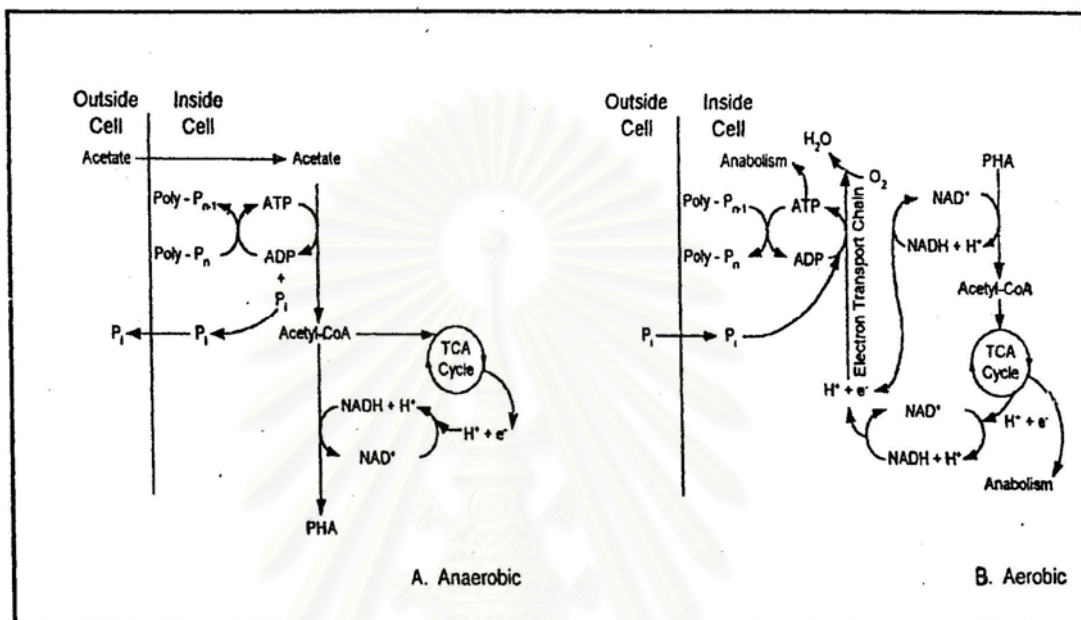 Outside Cell
Inside Cell
Acetate
Acetate
Poly - Pn-1
ATP
Poly - Pn
ADP
+
Pi
Pi
Pi
Acetyl-CoA
TCA Cycle
NADH + H+
H+ + e-
NAD+
PHA
A. Anaerobic
Outside Cell
Inside Cell
H2O
O2
Anabolism
PHA
NAD+
Poly - Pn-1
ATP
NADH + H+
Poly - Pn
ADP
Electron Transport Chain
Acetyl-CoA
Pi
Pi
TCA Cycle
H+ + e-
NAD+
H+ + e-
NADH + H+
Anabolism
B. Aerobic